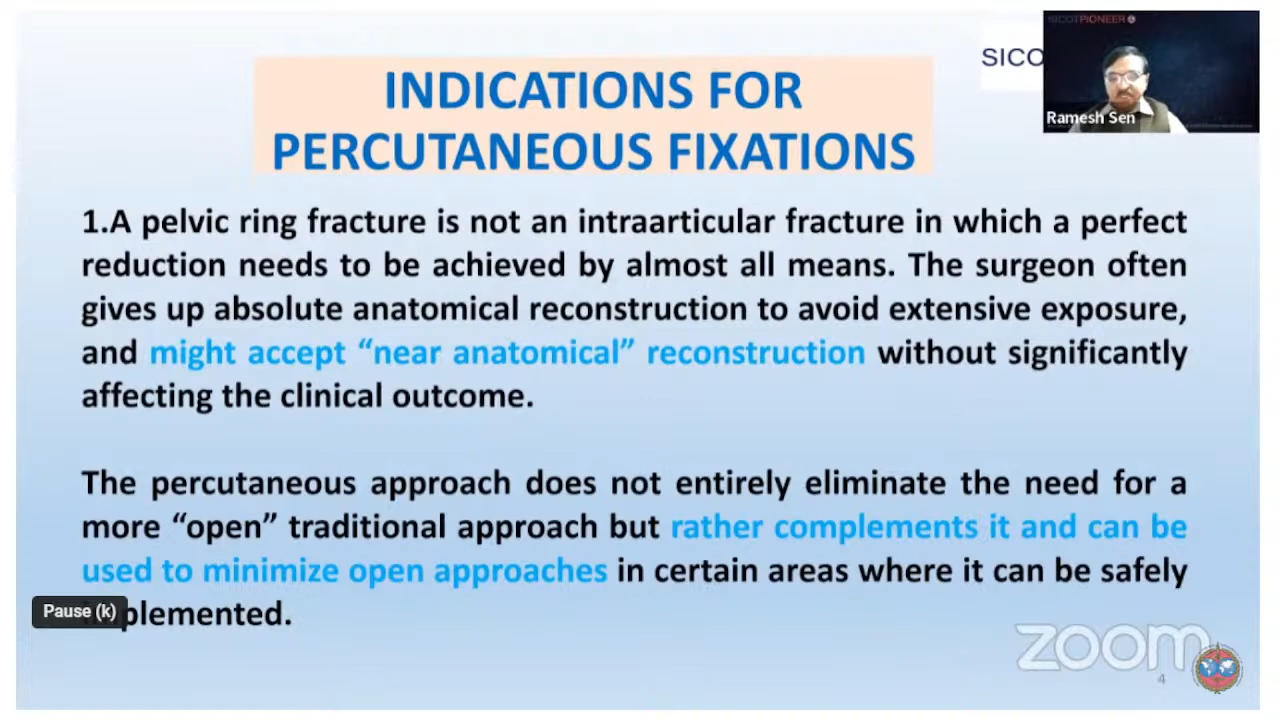 SICOTPIONEER
SICO
Ramesh Sen
INDICATIONS FOR
PERCUTANEOUS FIXATIONS
1.A pelvic ring fracture is not an intraarticular fracture in which a perfect
reduction needs to be achieved by almost all means. The surgeon often
gives up absolute anatomical reconstruction to avoid extensive exposure,
and might accept “near anatomical” reconstruction without significantly
affecting the clinical outcome.
The percutaneous approach does not entirely eliminate the need for a
more “open” traditional approach but rather complements it and can be
used to minimize open approaches in certain areas where it can be safely
Pause (k)
plemented.
zoom
4